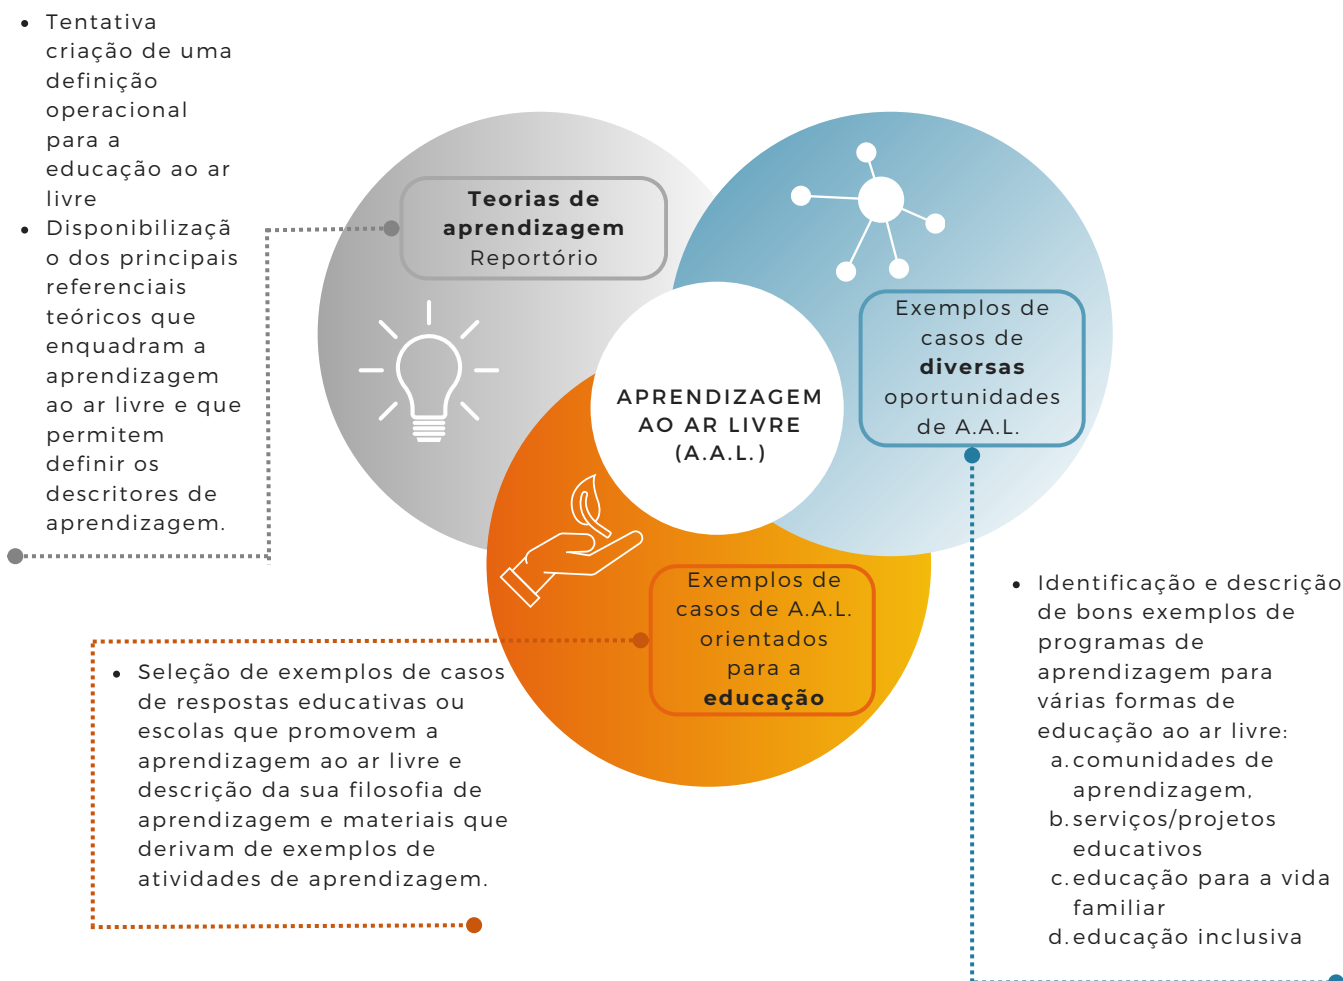 • Tentativa
criação de uma
definição
operacional
para a
educação ao ar
livre
• Disponibilizaçã
o dos principais
referenciais
teóricos que
enquadram a
aprendizagem
ao ar livre e que
permitem
definir os
descritores de
aprendizagem.
Teorias de
aprendizagem
Reportório
Exemplos de
casos de
diversas
oportunidades
de A.A.L.
APRENDIZAGEM
AO AR LIVRE
(A.A.L.)
Exemplos de
casos de A.A.L.
orientados
para a
educação
• Seleção de exemplos de casos
de respostas educativas ou
escolas que promovem a
aprendizagem ao ar livre e
descrição da sua filosofia de
aprendizagem e materiais que
derivam de exemplos de
atividades de aprendizagem.
• Identificação e descrição
de bons exemplos de
programas de
aprendizagem para
várias formas de
educação ao ar livre:
a. comunidades de
aprendizagem,
b. serviços/projetos
educativos
c. educação para a vida
familiar
d. educação inclusiva